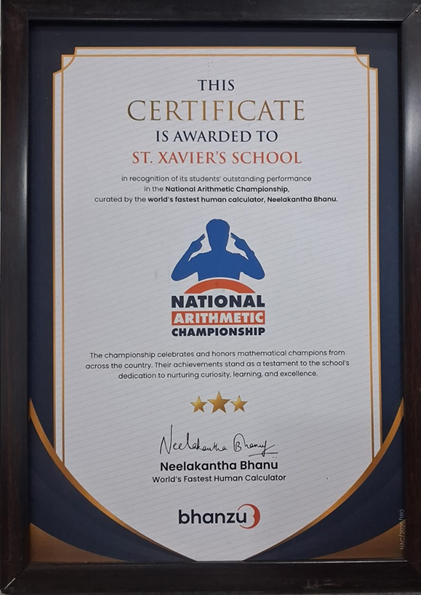 THIS
CERTIFICATE
IS AWARDED TO
ST. XAVIER'S SCHOOL
in recognition of its students' outstanding performance
in the National Arithmetic Championship,
curated by the world's fastest human calculator, Neelakantha Bhanu.
NATIONAL
ARITHMETIC
CHAMPIONSHIP
The championship celebrates and honors mathematical champions from
across the country. Their achievements stand as a testament to the school's
dedication to nurturing curiosity, learning, and excellence.
Neelakantha Bhanu
Neelakantha Bhanu
World's Fastest Human Calculator
bhanzu